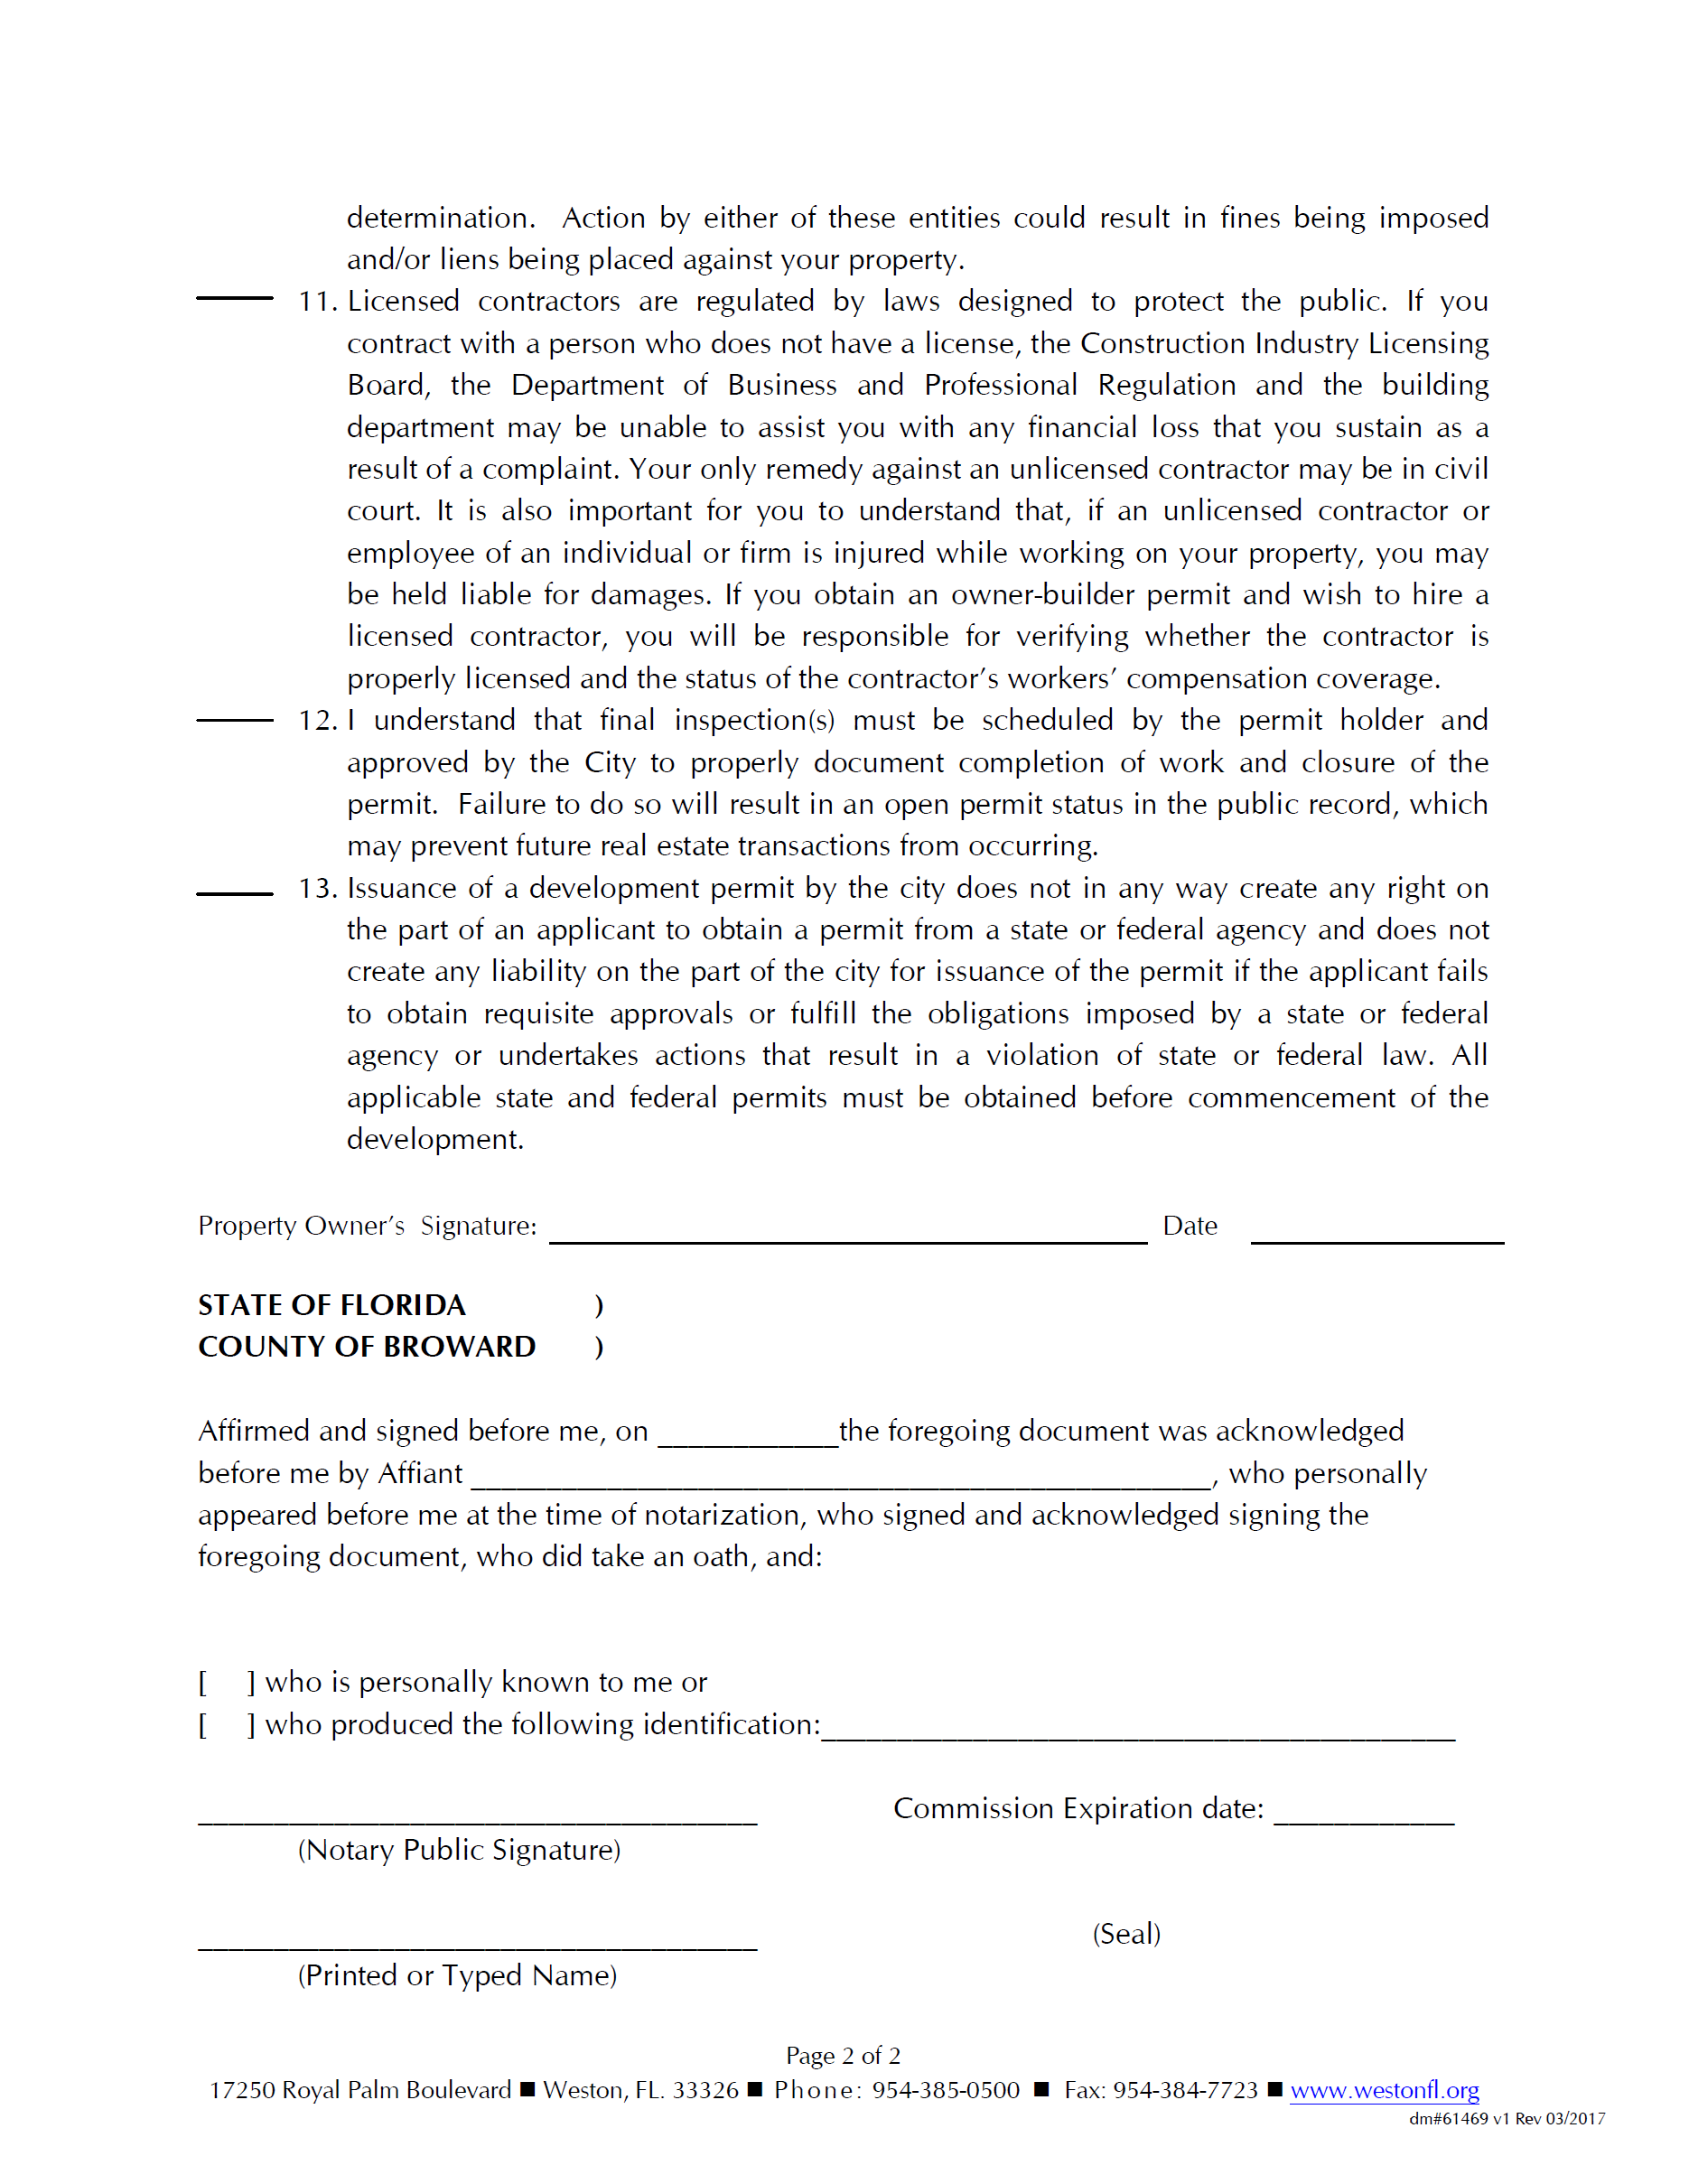 determination. Action by either of these entities could result in fines being imposed
and/or liens being placed against your property.
_____ 11. Licensed contractors are regulated by laws designed to protect the public. If you
contract with a person who does not have a license, the Construction Industry Licensing
Board, the Department of Business and Professional Regulation and the building
department may be unable to assist you with any financial loss that you sustain as a
result of a complaint. Your only remedy against an unlicensed contractor may be in civil
court. It is also important for you to understand that, if an unlicensed contractor or
employee of an individual or firm is injured while working on your property, you may
be held liable for damages. If you obtain an owner-builder permit and wish to hire a
licensed contractor, you will be responsible for verifying whether the contractor is
properly licensed and the status of the contractor’s workers’ compensation coverage.
_____ 12. I understand that final inspection(s) must be scheduled by the permit holder and
approved by the City to properly document completion of work and closure of the
permit. Failure to do so will result in an open permit status in the public record, which
may prevent future real estate transactions from occurring.
_____ 13. Issuance of a development permit by the city does not in any way create any right on
the part of an applicant to obtain a permit from a state or federal agency and does not
create any liability on the part of the city for issuance of the permit if the applicant fails
to obtain requisite approvals or fulfill the obligations imposed by a state or federal
agency or undertakes actions that result in a violation of state or federal law. All
applicable state and federal permits must be obtained before commencement of the
development.
Property Owner’s Signature: ____________________ Date __________
STATE OF FLORIDA )
COUNTY OF BROWARD )
Affirmed and signed before me, on ____________the foregoing document was acknowledged
before me by Affiant _________________________________________________, who personally
appeared before me at the time of notarization, who signed and acknowledged signing the
foregoing document, who did take an oath, and:
[ ] who is personally known to me or
[ ] who produced the following identification:__________________________________________
_____________________________________ Commission Expiration date: ____________
(Notary Public Signature)
_____________________________________ (Seal)
(Printed or Typed Name)
Page 2 of 2
17250 Royal Palm Boulevard ■ Weston, FL. 33326 ■ Phone: 954-385-0500 ■ Fax: 954-384-7723 ■ www.westonfl.org
dm#61469 v1 Rev 03/2017